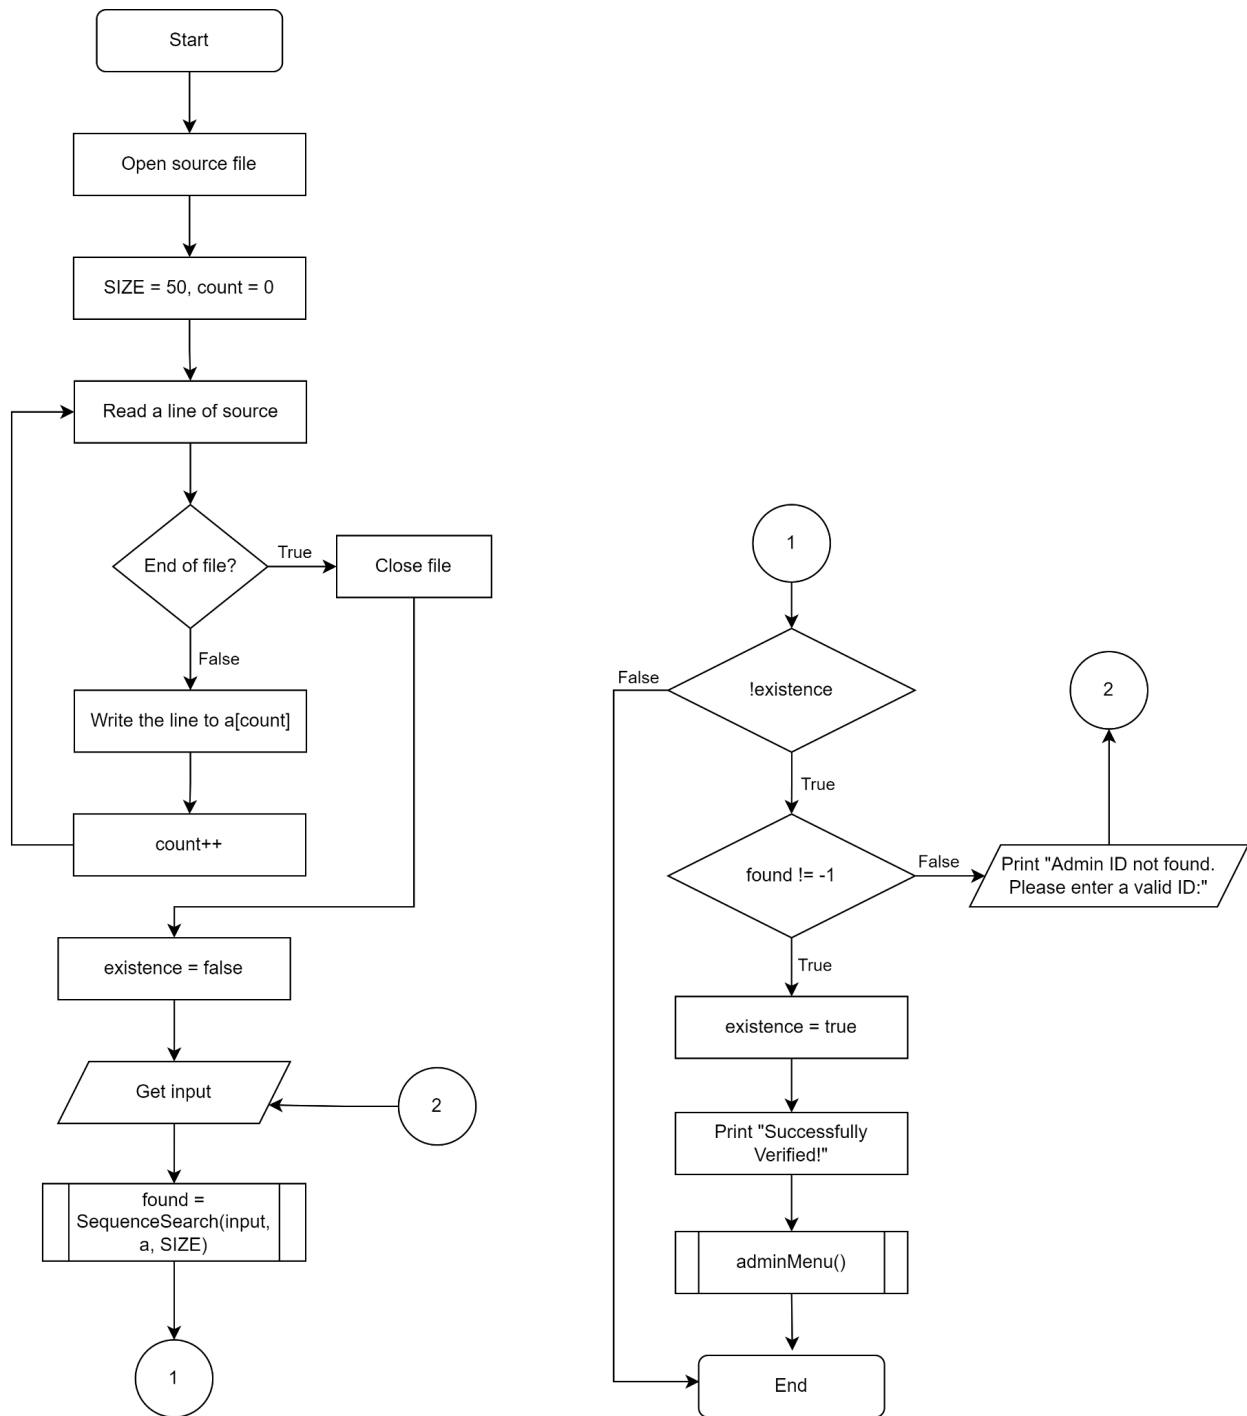 Start
Open source file
SIZE = 50, count = 0
Read a line of source
End of file?
True
Close file
False
Write the line to a[count]
count++
existence = false
Get input
2
found =
SequenceSearch(input,
a, SIZE)
1
1
!existence
False
True
found != -1
False
Print "Admin ID not found.
Please enter a valid ID:"
2
True
existence = true
Print "Successfully
Verified!"
adminMenu()
End